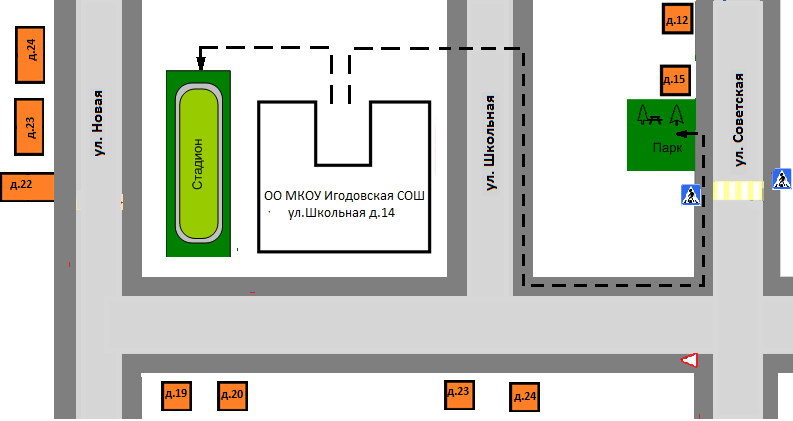 д.24
д.23
д.22
ул. Новая
Стадион
ОО МКОУ Игодовская СОШ
ул.Школьная д.14
ул. Школьная
д.12
д.15
Парк
ул. Советская
д.19
д.20
д.23
д.24